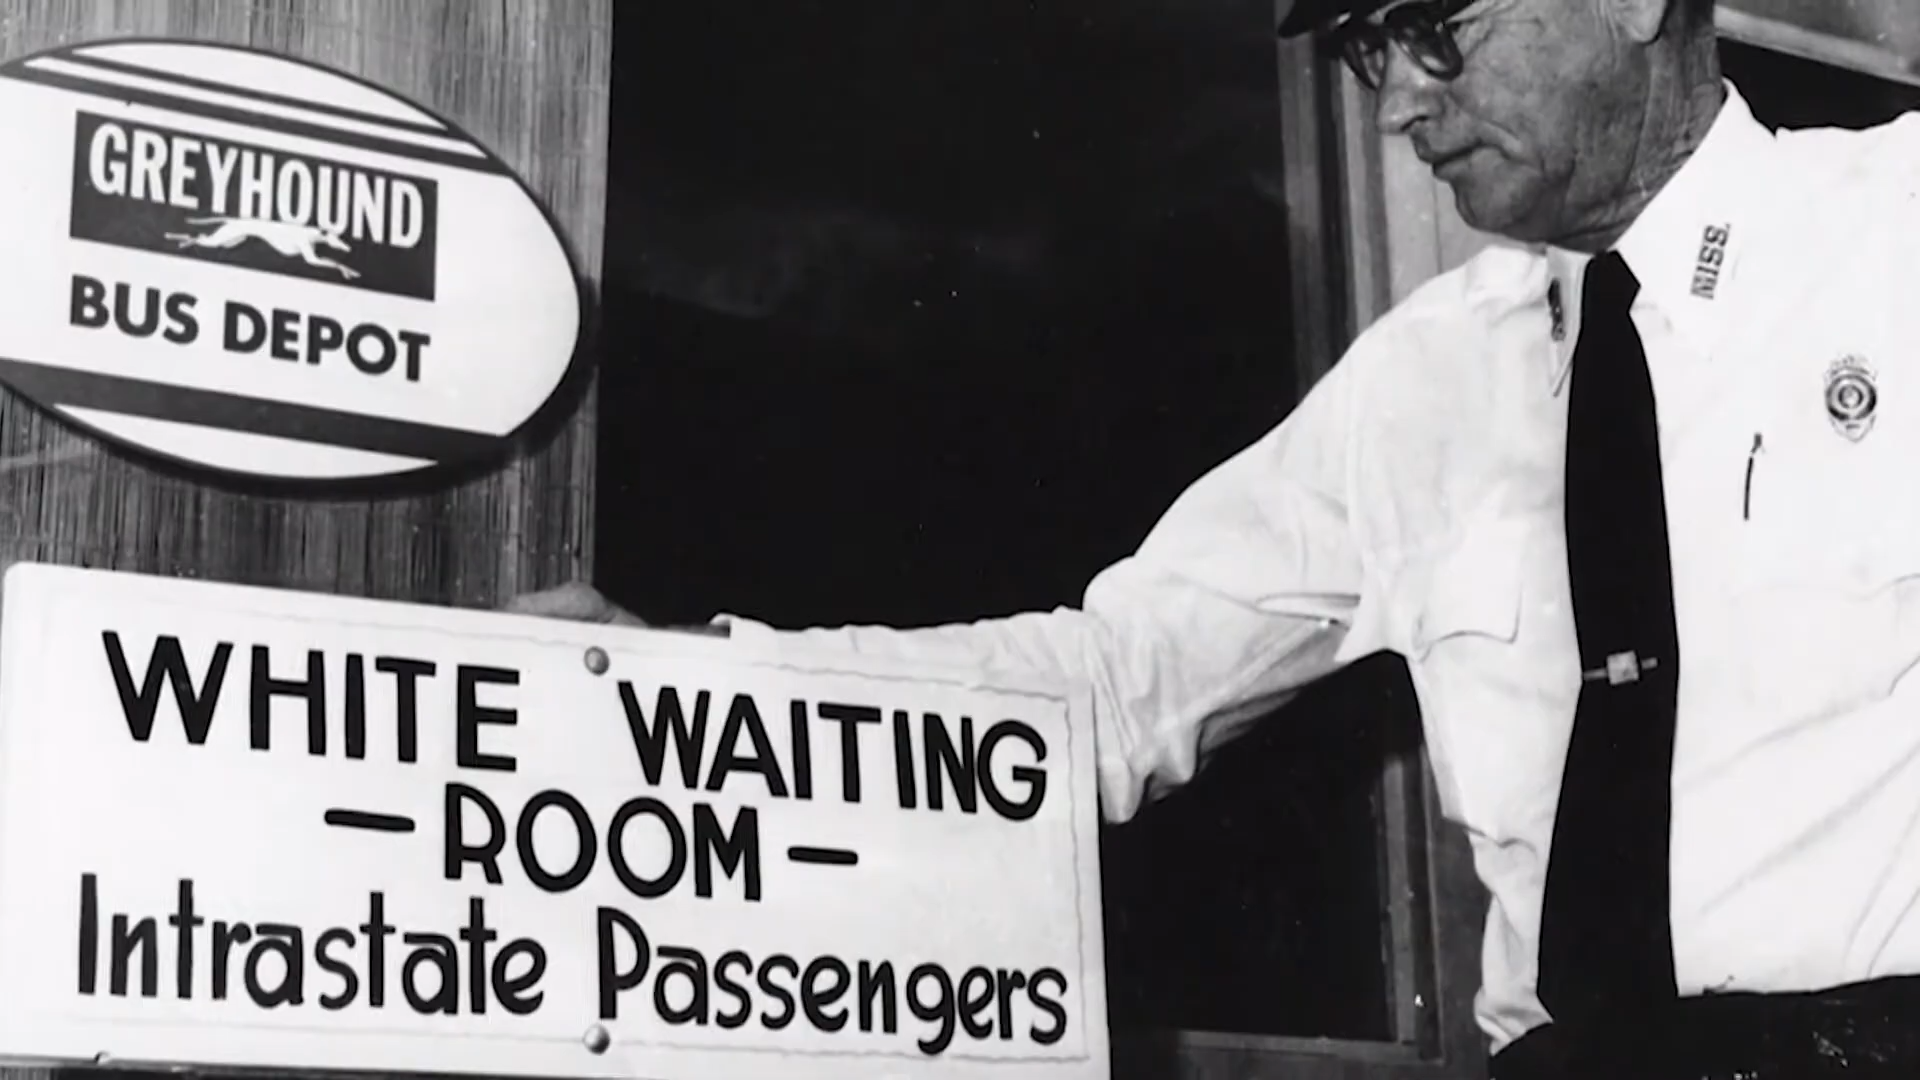 GREYHOUND
BUS DEPOT
WHITE WAITING
- ROOM -
Intrastate Passengers
MISS.